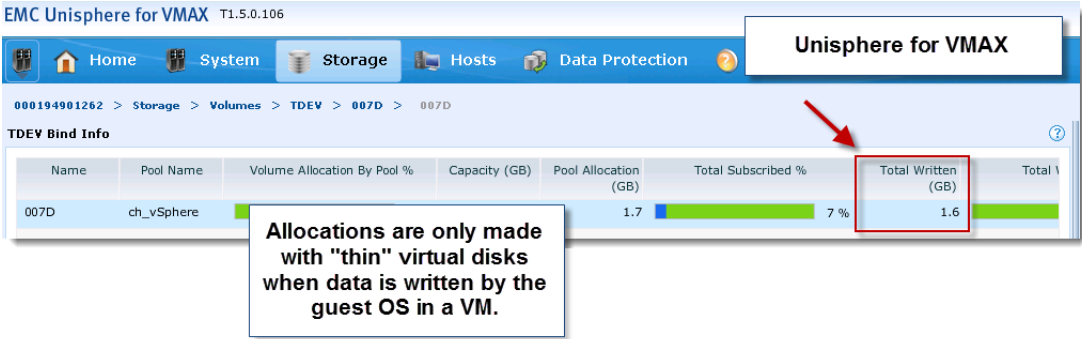 EMC Unisphere for VMAX T1.5.0.106
Unisphere for VMAX
Home System Storage Hosts Data Protection
000194901262 > Storage > Volumes > TDEV > 007D > 007D
TDEV Bind Info
Name Pool Name Volume Allocation By Pool % Capacity (GB) Pool Allocation (GB) Total Subscribed % Total Written (GB) Total
007D ch_vSphere 1.7 7 % 1.6
Allocations are only made
with "thin" virtual disks
when data is written by the
guest OS in a VM.